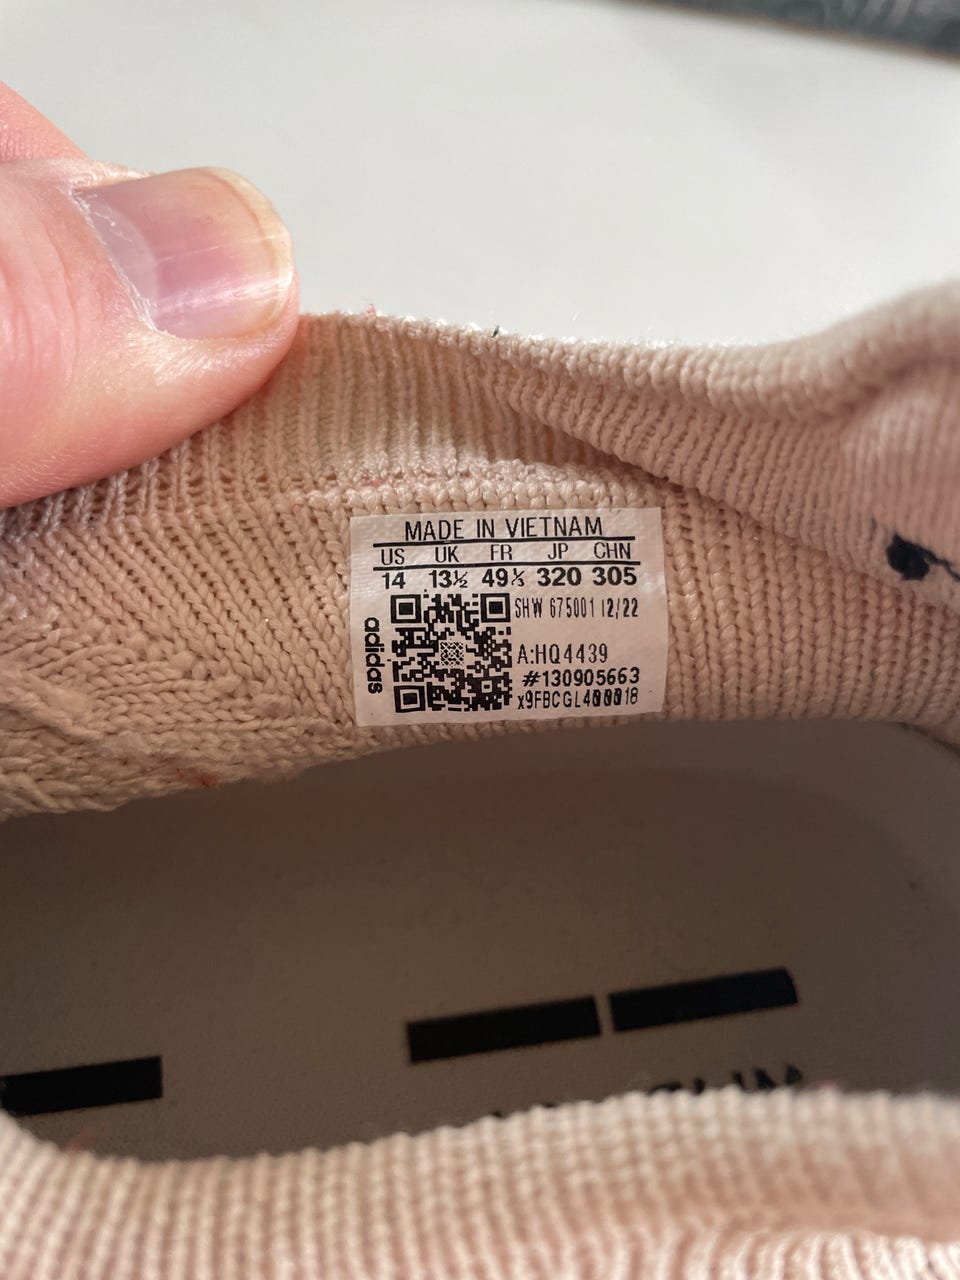 MADE IN VIETNAM
US UK FR JP CHN
14 13½ 49⅓ 320 305
SHW 675001 12/22
adidas
A:HQ4439
#130905663
x9FBCGL400018